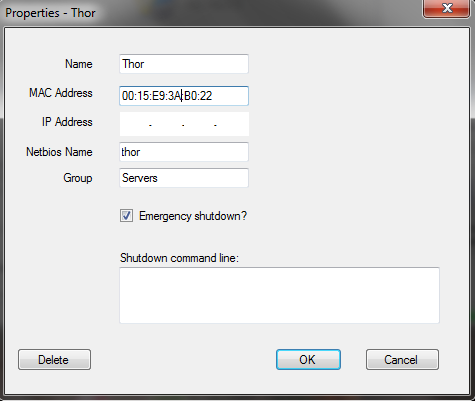 Properties - Thor
Name Thor
MAC Address 00:15:E9:3A:B0:22
IP Address . . .
Netbios Name thor
Group Servers
Emergency shutdown?
Shutdown command line:
Delete OK Cancel